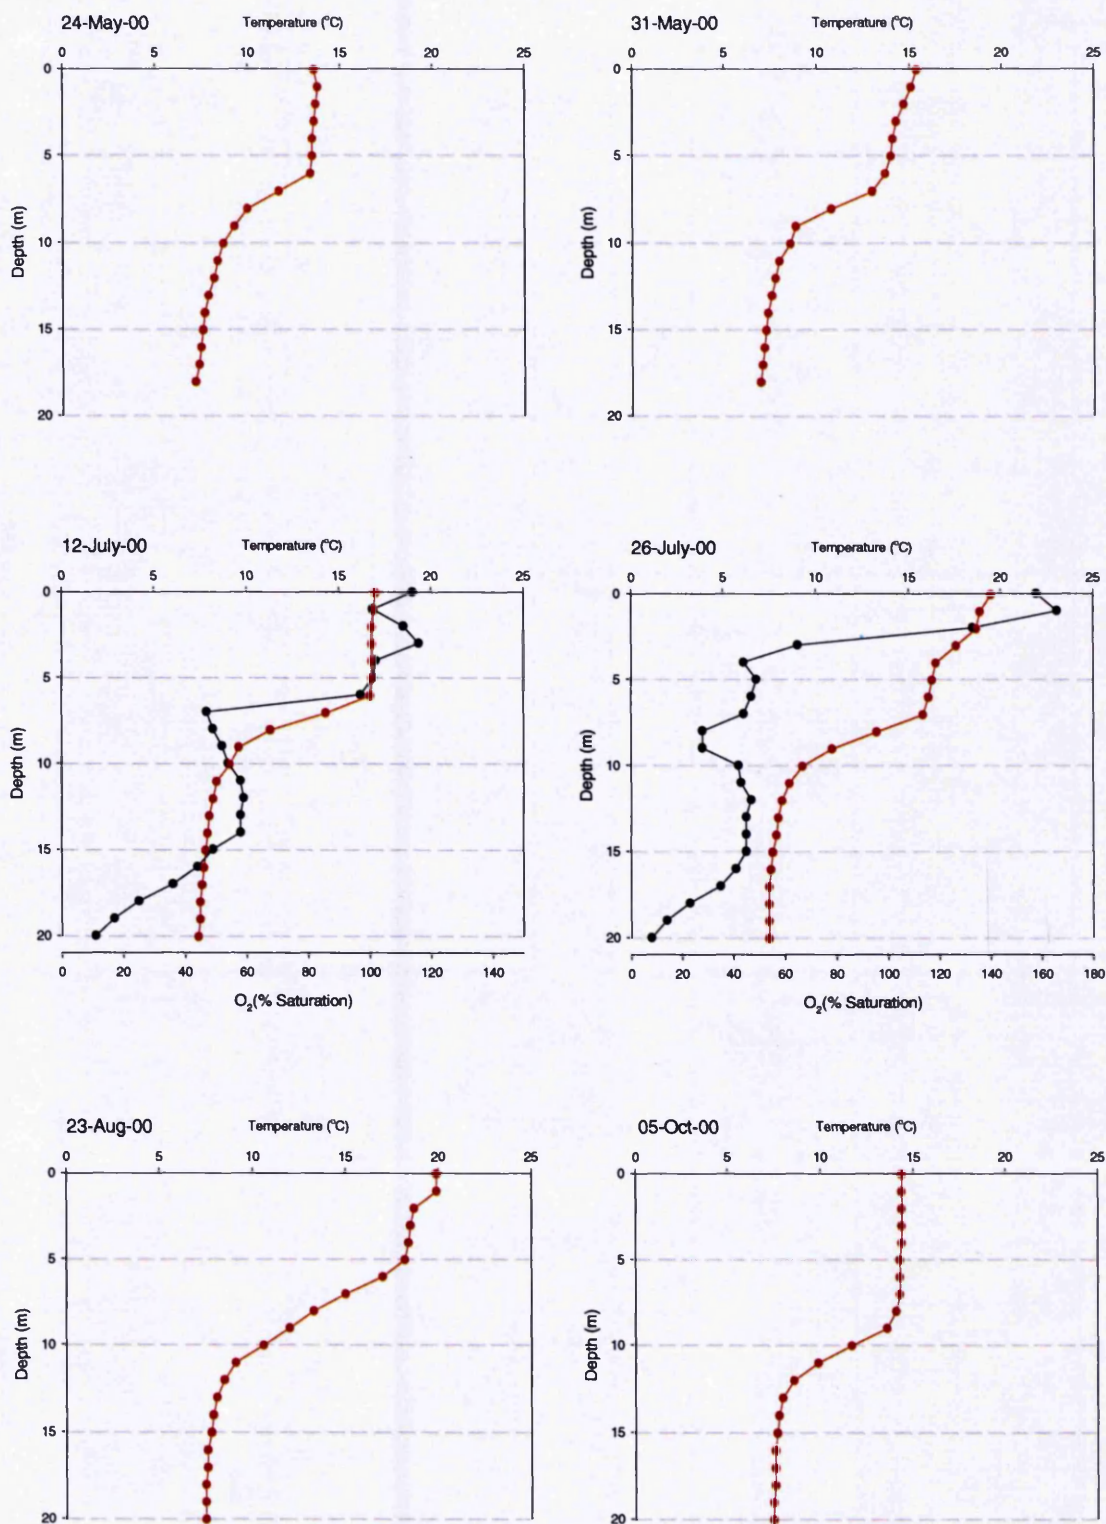 24-May-00 Temperature (°C)
0 5 10 15 20 25
0
5
10
15
20
Depth (m)
31-May-00 Temperature (°C)
0 5 10 15 20 25
0
5
10
15
20
Depth (m)
12-July-00 Temperature (°C)
0 5 10 15 20 25
0
5
10
15
20
Depth (m)
0 20 40 60 80 100 120 140
O₂(% Saturation)
26-July-00 Temperature (°C)
0 5 10 15 20 25
0
5
10
15
20
Depth (m)
0 20 40 60 80 100 120 140 160 180
O₂(% Saturation)
23-Aug-00 Temperature (°C)
0 5 10 15 20 25
0
5
10
15
20
Depth (m)
05-Oct-00 Temperature (°C)
0 5 10 15 20 25
0
5
10
15
20
Depth (m)